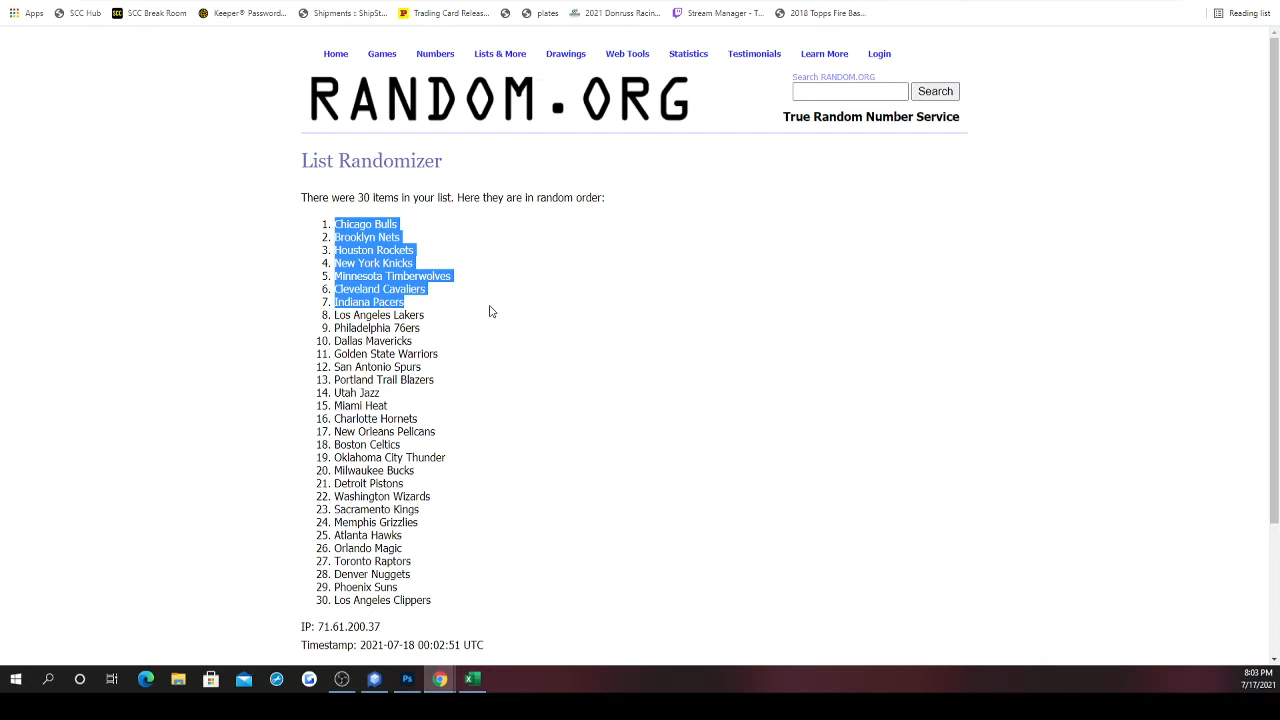 Apps SCC Hub SCC Break Room Keeper® Password... Shipments :: ShipSt... Trading Card Releas... plates 2021 Donruss Racin... Stream Manager - T... 2018 Topps Fire Bas... Reading list
Home Games Numbers Lists & More Drawings Web Tools Statistics Testimonials Learn More Login
RANDOM.ORG
Search RANDOM.ORG
Search
True Random Number Service
List Randomizer
There were 30 items in your list. Here they are in random order:
1. Chicago Bulls
2. Brooklyn Nets
3. Houston Rockets
4. New York Knicks
5. Minnesota Timberwolves
6. Cleveland Cavaliers
7. Indiana Pacers
8. Los Angeles Lakers
9. Philadelphia 76ers
10. Dallas Mavericks
11. Golden State Warriors
12. San Antonio Spurs
13. Portland Trail Blazers
14. Utah Jazz
15. Miami Heat
16. Charlotte Hornets
17. New Orleans Pelicans
18. Boston Celtics
19. Oklahoma City Thunder
20. Milwaukee Bucks
21. Detroit Pistons
22. Washington Wizards
23. Sacramento Kings
24. Memphis Grizzlies
25. Atlanta Hawks
26. Orlando Magic
27. Toronto Raptors
28. Denver Nuggets
29. Phoenix Suns
30. Los Angeles Clippers
IP: 71.61.200.37
Timestamp: 2021-07-18 00:02:51 UTC
8:03 PM
7/17/2021